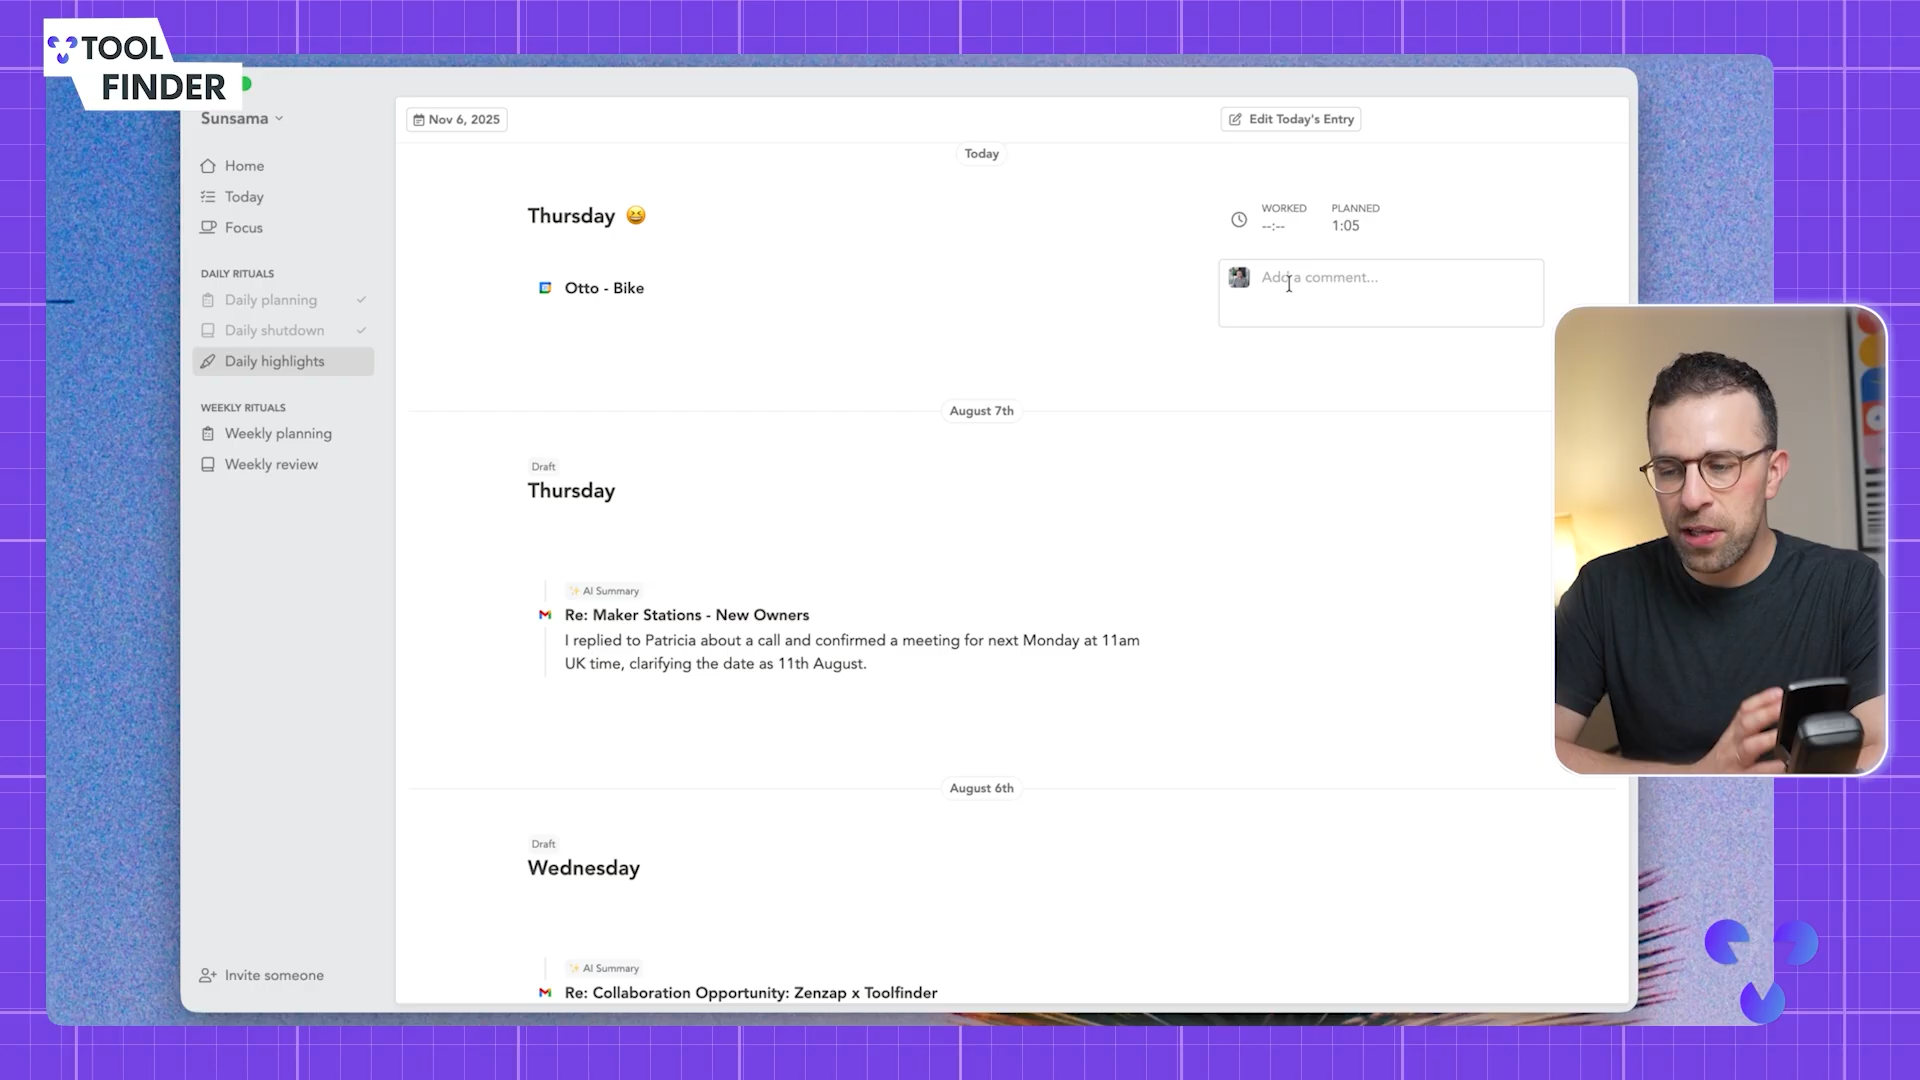 TOOL
FINDER
Sunsama
Home
Today
Focus
DAILY RITUALS
Daily planning
Daily shutdown
Daily highlights
WEEKLY RITUALS
Weekly planning
Weekly review
Invite someone
Nov 6, 2025
Edit Today's Entry
Today
Thursday 😆
WORKED
PLANNED
--:--
1:05
Otto - Bike
Add a comment...
August 7th
Draft
Thursday
✨ AI Summary
Re: Maker Stations - New Owners
I replied to Patricia about a call and confirmed a meeting for next Monday at 11am
UK time, clarifying the date as 11th August.
August 6th
Draft
Wednesday
✨ AI Summary
Re: Collaboration Opportunity: Zenzap x Toolfinder